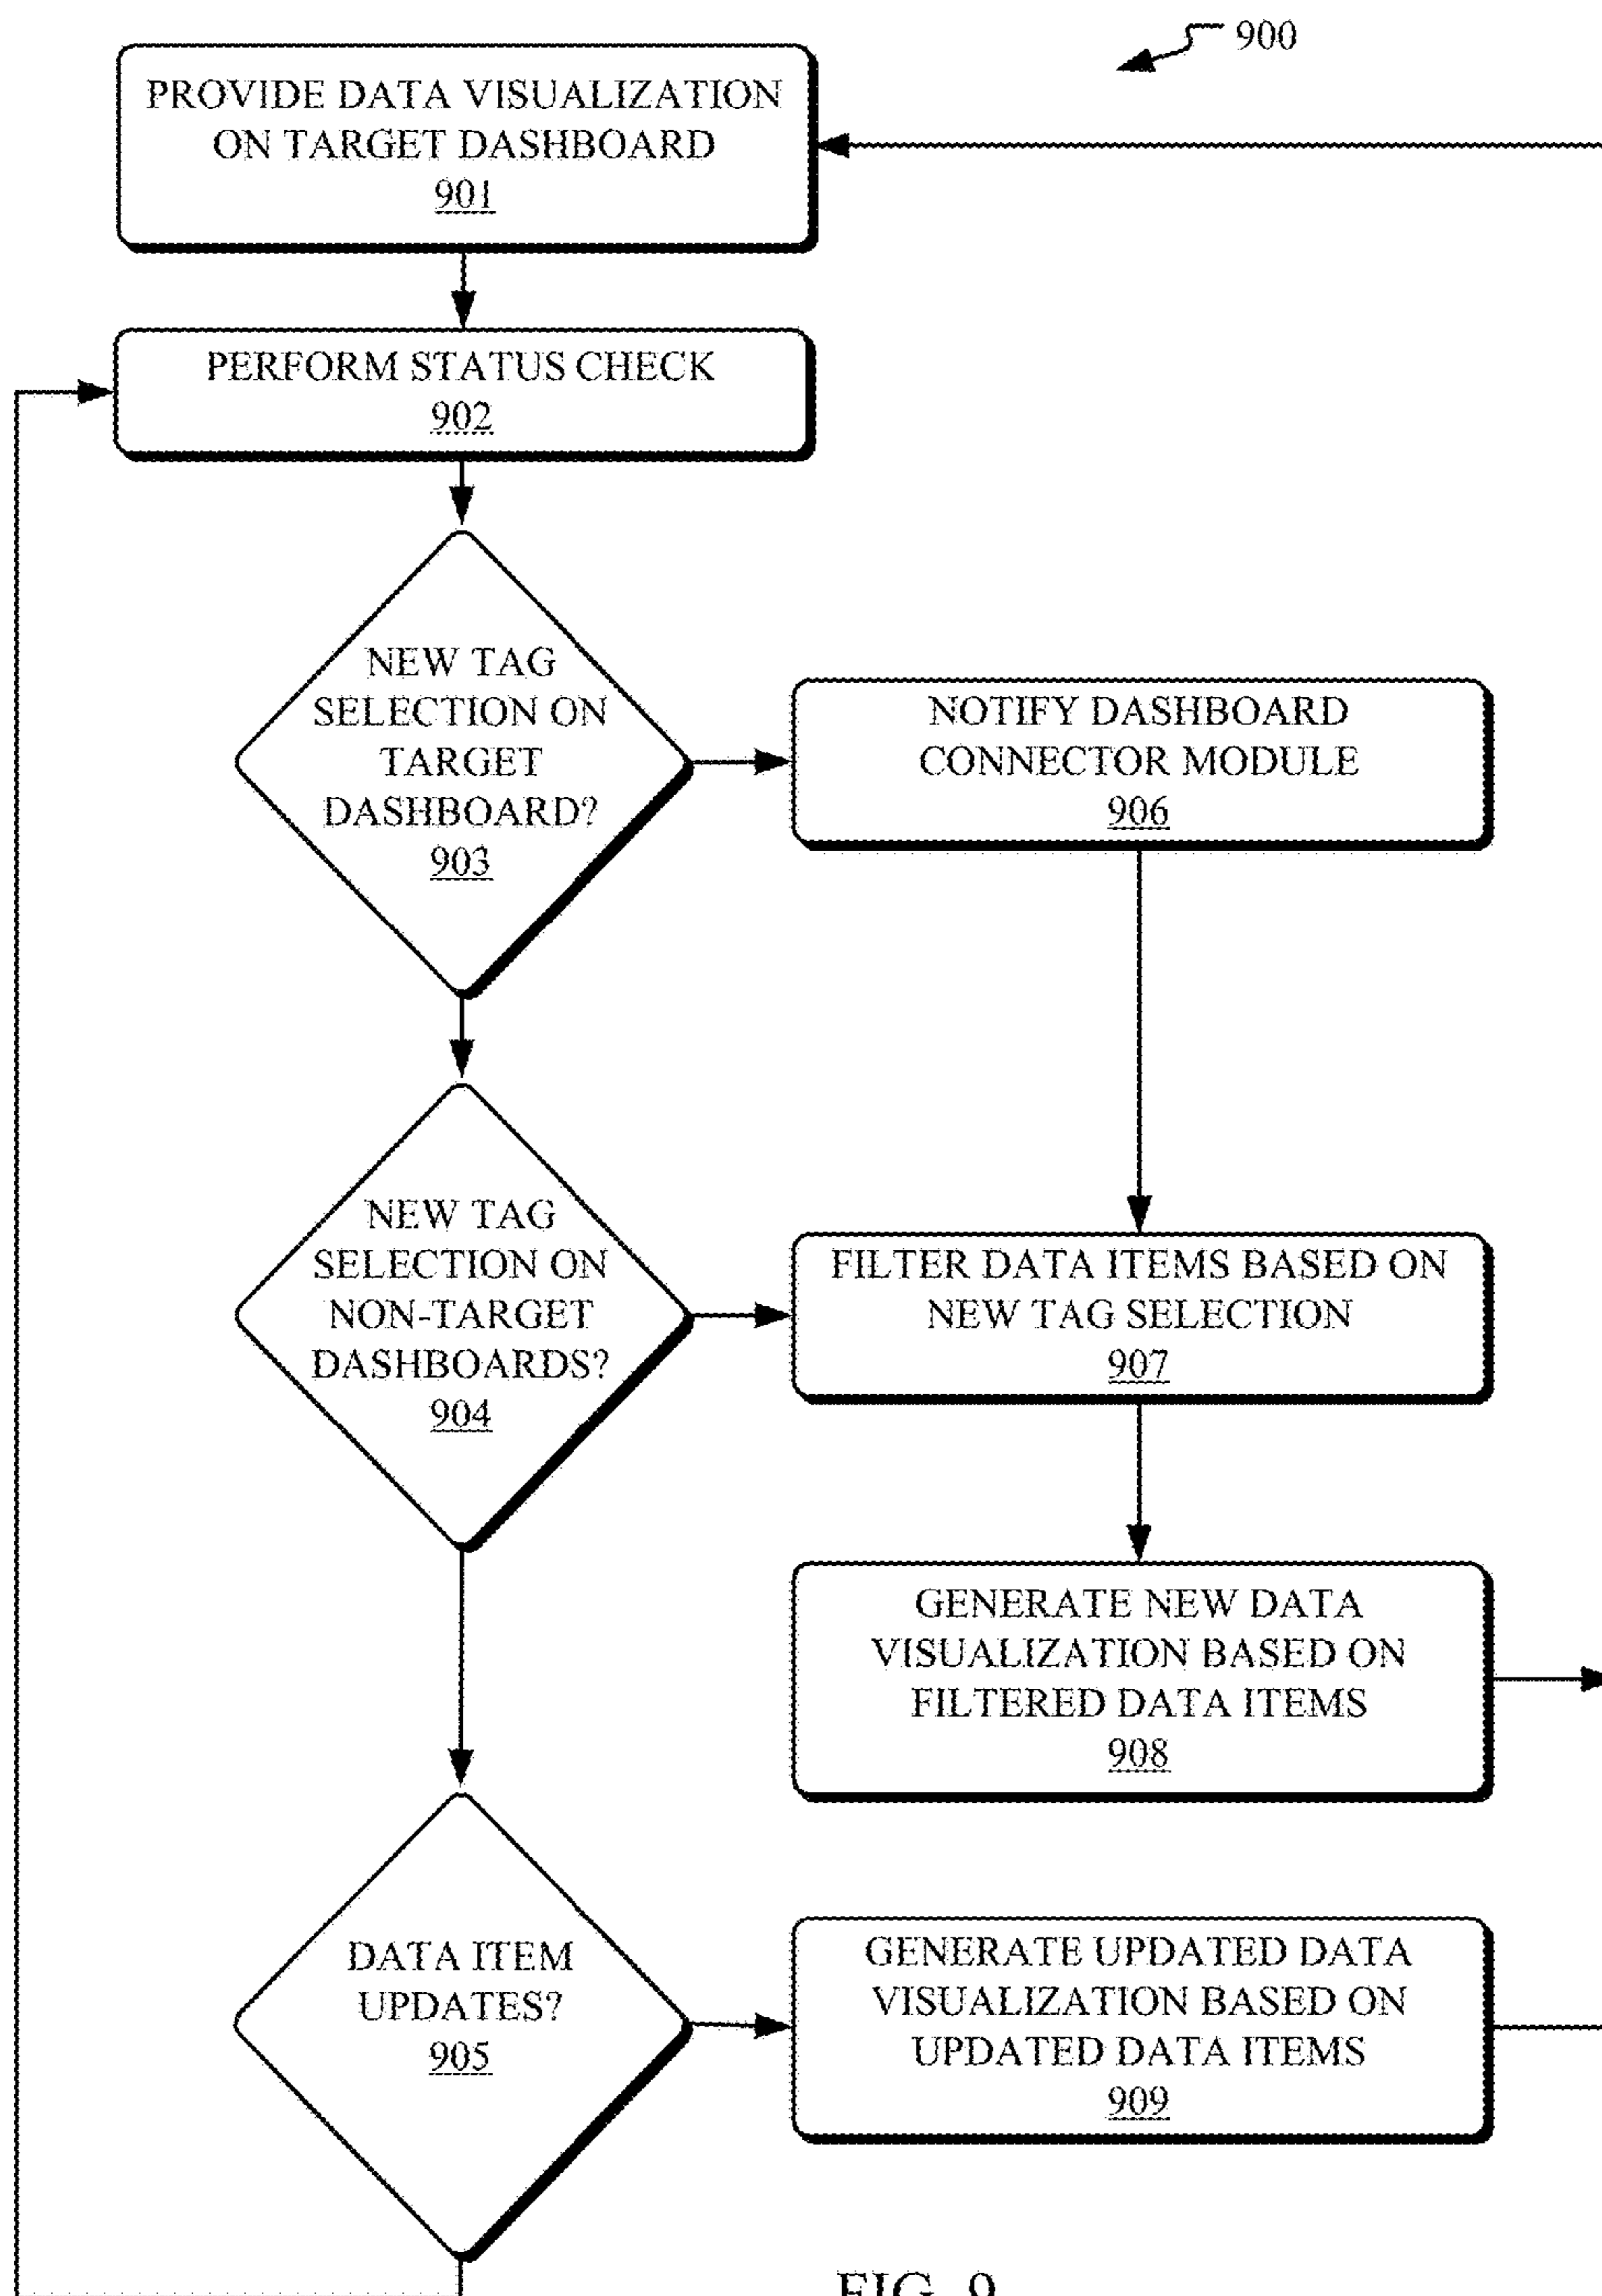 900
PROVIDE DATA VISUALIZATION
ON TARGET DASHBOARD
901
PERFORM STATUS CHECK
902
NEW TAG
SELECTION ON
TARGET
DASHBOARD?
903
NOTIFY DASHBOARD
CONNECTOR MODULE
906
NEW TAG
SELECTION ON
NON-TARGET
DASHBOARDS?
904
FILTER DATA ITEMS BASED ON
NEW TAG SELECTION
907
GENERATE NEW DATA
VISUALIZATION BASED ON
FILTERED DATA ITEMS
908
DATA ITEM
UPDATES?
905
GENERATE UPDATED DATA
VISUALIZATION BASED ON
UPDATED DATA ITEMS
909
FIG. 9